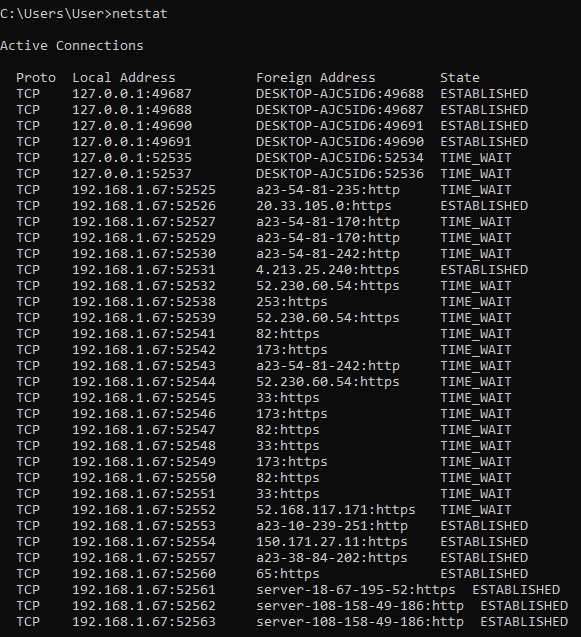 C:\Users\User>netstat
Active Connections
Proto  Local Address          Foreign Address        State
TCP    127.0.0.1:49687        DESKTOP-AJC5ID6:49688  ESTABLISHED
TCP    127.0.0.1:49688        DESKTOP-AJC5ID6:49687  ESTABLISHED
TCP    127.0.0.1:49690        DESKTOP-AJC5ID6:49691  ESTABLISHED
TCP    127.0.0.1:49691        DESKTOP-AJC5ID6:49690  ESTABLISHED
TCP    127.0.0.1:52535        DESKTOP-AJC5ID6:52534  TIME_WAIT
TCP    127.0.0.1:52537        DESKTOP-AJC5ID6:52536  TIME_WAIT
TCP    192.168.1.67:52525     a23-54-81-235:http     TIME_WAIT
TCP    192.168.1.67:52526     20.33.105.0:https      ESTABLISHED
TCP    192.168.1.67:52527     a23-54-81-170:http     TIME_WAIT
TCP    192.168.1.67:52529     a23-54-81-170:http     TIME_WAIT
TCP    192.168.1.67:52530     a23-54-81-242:http     TIME_WAIT
TCP    192.168.1.67:52531     4.213.25.240:https     ESTABLISHED
TCP    192.168.1.67:52532     52.230.60.54:https     TIME_WAIT
TCP    192.168.1.67:52538     253:https              TIME_WAIT
TCP    192.168.1.67:52539     52.230.60.54:https     TIME_WAIT
TCP    192.168.1.67:52541     82:https               TIME_WAIT
TCP    192.168.1.67:52542     173:https              TIME_WAIT
TCP    192.168.1.67:52543     a23-54-81-242:http     TIME_WAIT
TCP    192.168.1.67:52544     52.230.60.54:https     TIME_WAIT
TCP    192.168.1.67:52545     33:https               TIME_WAIT
TCP    192.168.1.67:52546     173:https              TIME_WAIT
TCP    192.168.1.67:52547     82:https               TIME_WAIT
TCP    192.168.1.67:52548     33:https               TIME_WAIT
TCP    192.168.1.67:52549     173:https              TIME_WAIT
TCP    192.168.1.67:52550     82:https               TIME_WAIT
TCP    192.168.1.67:52551     33:https               TIME_WAIT
TCP    192.168.1.67:52552     52.168.117.171:https   TIME_WAIT
TCP    192.168.1.67:52553     a23-10-239-251:http    ESTABLISHED
TCP    192.168.1.67:52554     150.171.27.11:https    ESTABLISHED
TCP    192.168.1.67:52557     a23-38-84-202:https    ESTABLISHED
TCP    192.168.1.67:52560     65:https               ESTABLISHED
TCP    192.168.1.67:52561     server-18-67-195-52:https  ESTABLISHED
TCP    192.168.1.67:52562     server-108-158-49-186:http  ESTABLISHED
TCP    192.168.1.67:52563     server-108-158-49-186:http  ESTABLISHED